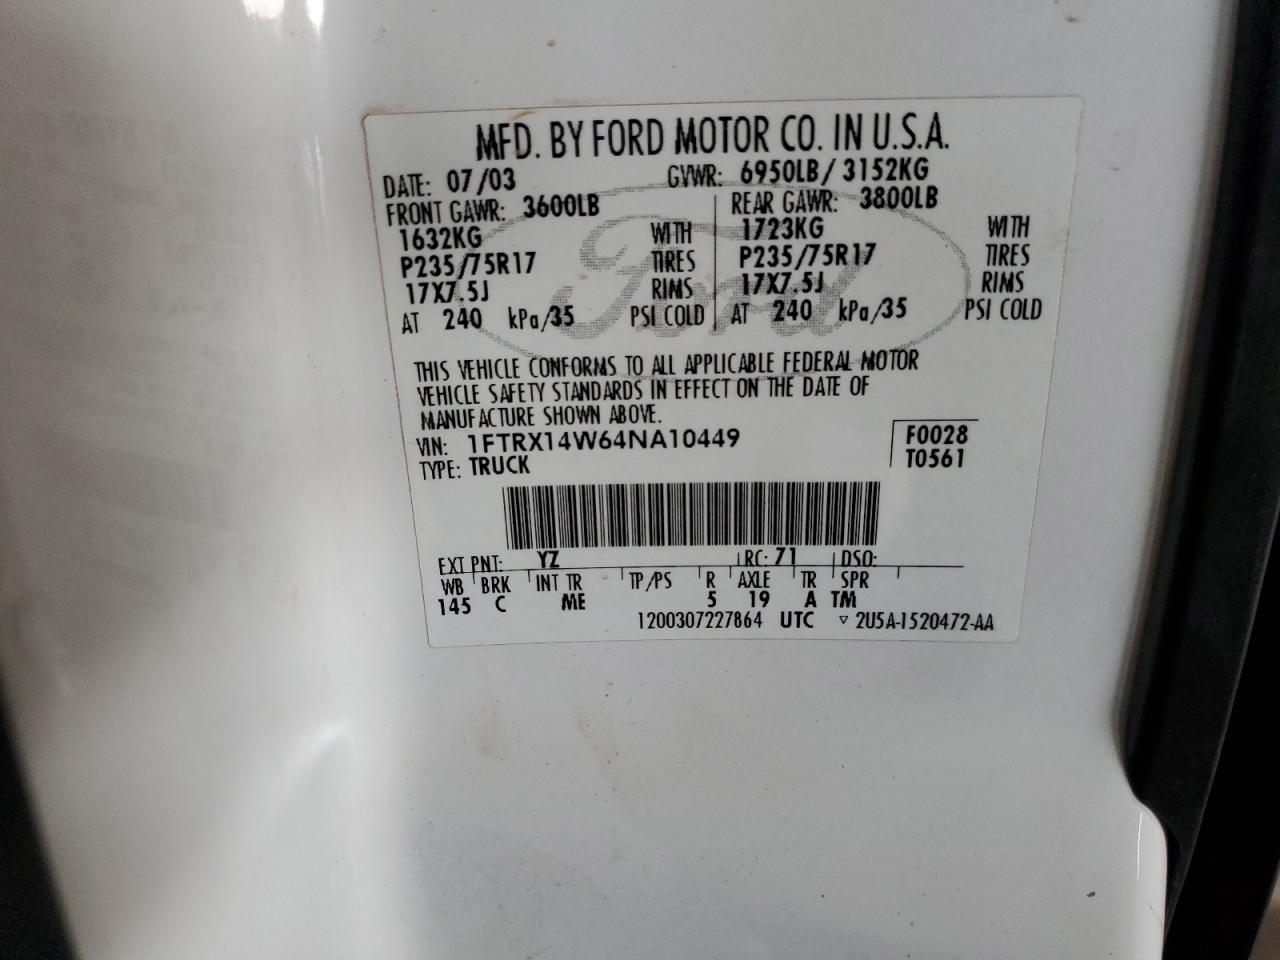 MFD. BY FORD MOTOR CO. IN U.S.A.
DATE: 07/03 GVWR: 6950LB/ 3152KG
FRONT GAWR: 3600LB REAR GAWR: 3800LB
1632KG WITH 1723KG WITH
P235/75R17 TIRES P235/75R17 TIRES
17X7.5J RIMS 17X7.5J RIMS
AT 240 kPa/35 PSI COLD AT 240 kPa/35 PSI COLD
Ford
THIS VEHICLE CONFORMS TO ALL APPLICABLE FEDERAL MOTOR
VEHICLE SAFETY STANDARDS IN EFFECT ON THE DATE OF
MANUFACTURE SHOWN ABOVE.
VIN: 1FTRX14W64NA10449 F0028
TYPE: TRUCK T0561
EXT PNT: YZ RC: 71 DSO:
WB BRK INT TR TP/PS R AXLE TR SPR
145 C ME 5 19 A TM
1200307227864 UTC ▿ 2U5A-1520472-AA